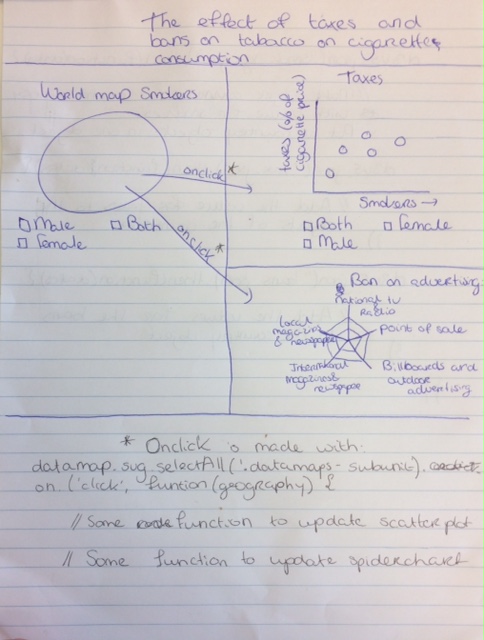 The effect of taxes and
bans on tabacco on cigarettes
consumption
World map Smokers
onclick *
onclick *
□ Male □ Both
□ Female
Taxes
taxes (% of
cigarette price)
Smokers →
□ Both □ Female
□ Male
Ban on advertising
national tv
radio
Point of sale
Billboards and
outdoor
advertising
International
magazines &
newspape
Local
magazine
& newspape
* Onclick is made with:
datamap.svg.selectAll('.datamaps-subunit').
on('click', funtion(geography) {
// Some function to update scatterplot
// Some function to update spiderchart